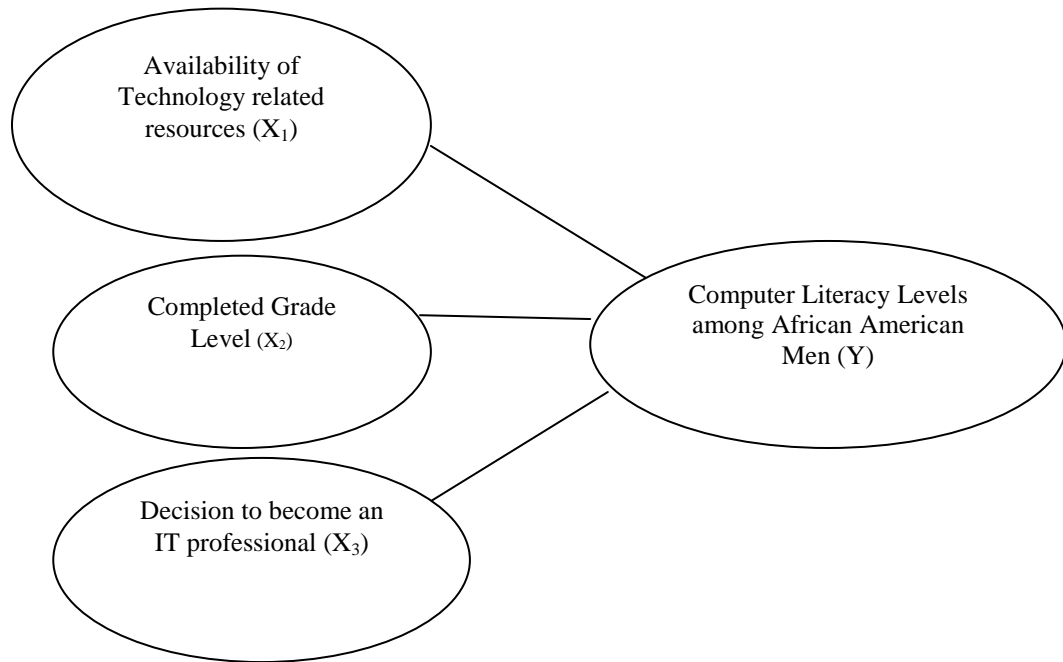 Availability of
Technology related
resources (X₁)
Completed Grade
Level (X₂)
Decision to become an
IT professional (X₃)
Computer Literacy Levels
among African American
Men (Y)